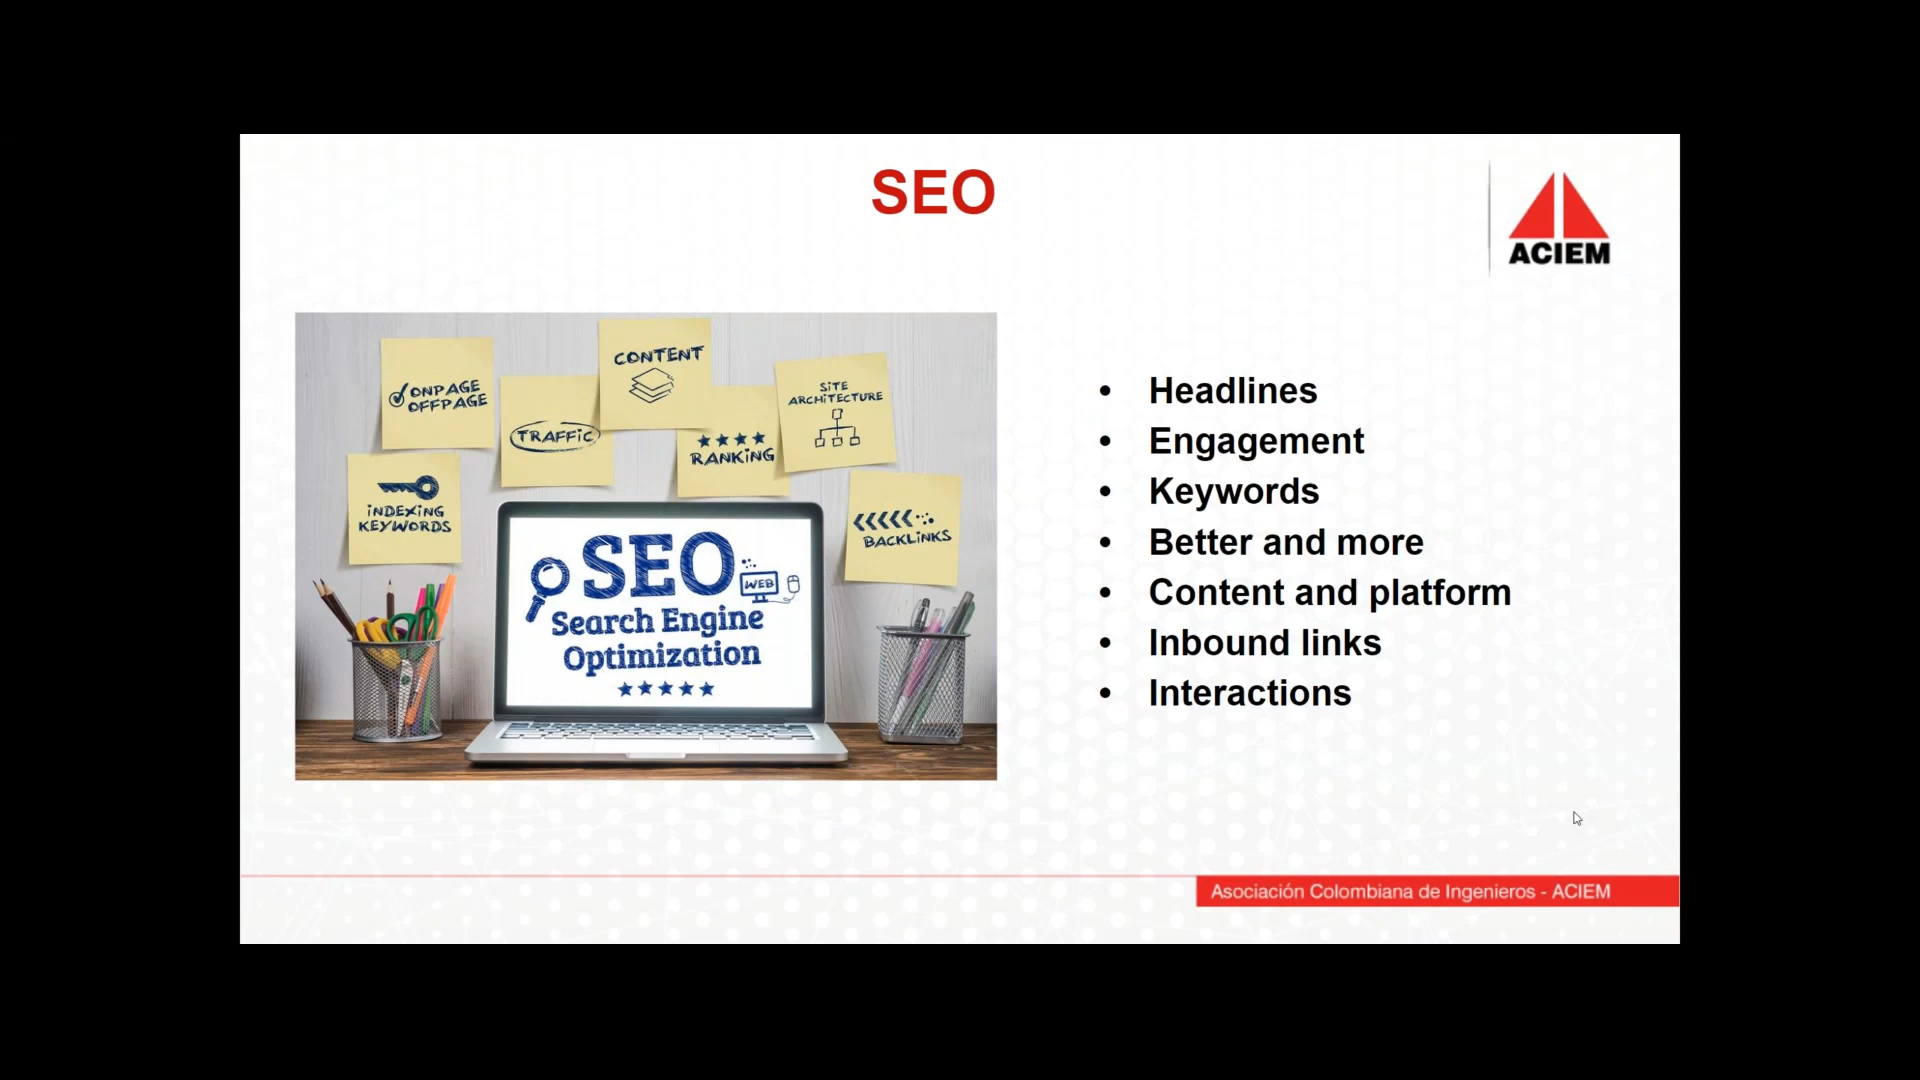 SEO
ACIEM
ONPAGE
OFFPAGE
TRAFFiC
CONTENT
RANKiNG
SiTE
ARCHiTECTURE
iNDEXiNG
KEYWORDS
BACKLiNKS
SEO
WEB
Search Engine
Optimization
• Headlines
• Engagement
• Keywords
• Better and more
• Content and platform
• Inbound links
• Interactions
Asociación Colombiana de Ingenieros - ACIEM